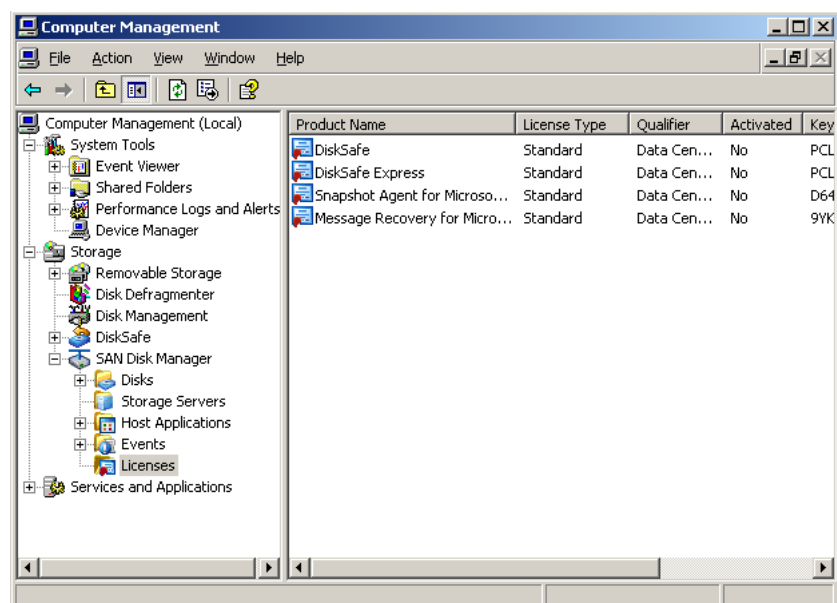 Computer Management
File Action View Window Help
Computer Management (Local)
System Tools
Event Viewer
Shared Folders
Performance Logs and Alerts
Device Manager
Storage
Removable Storage
Disk Defragmenter
Disk Management
DiskSafe
SAN Disk Manager
Disks
Storage Servers
Host Applications
Events
Licenses
Services and Applications
Product Name License Type Qualifier Activated Key
DiskSafe Standard Data Cen... No PCL
DiskSafe Express Standard Data Cen... No PCL
Snapshot Agent for Microso... Standard Data Cen... No D64
Message Recovery for Micro... Standard Data Cen... No 9YK